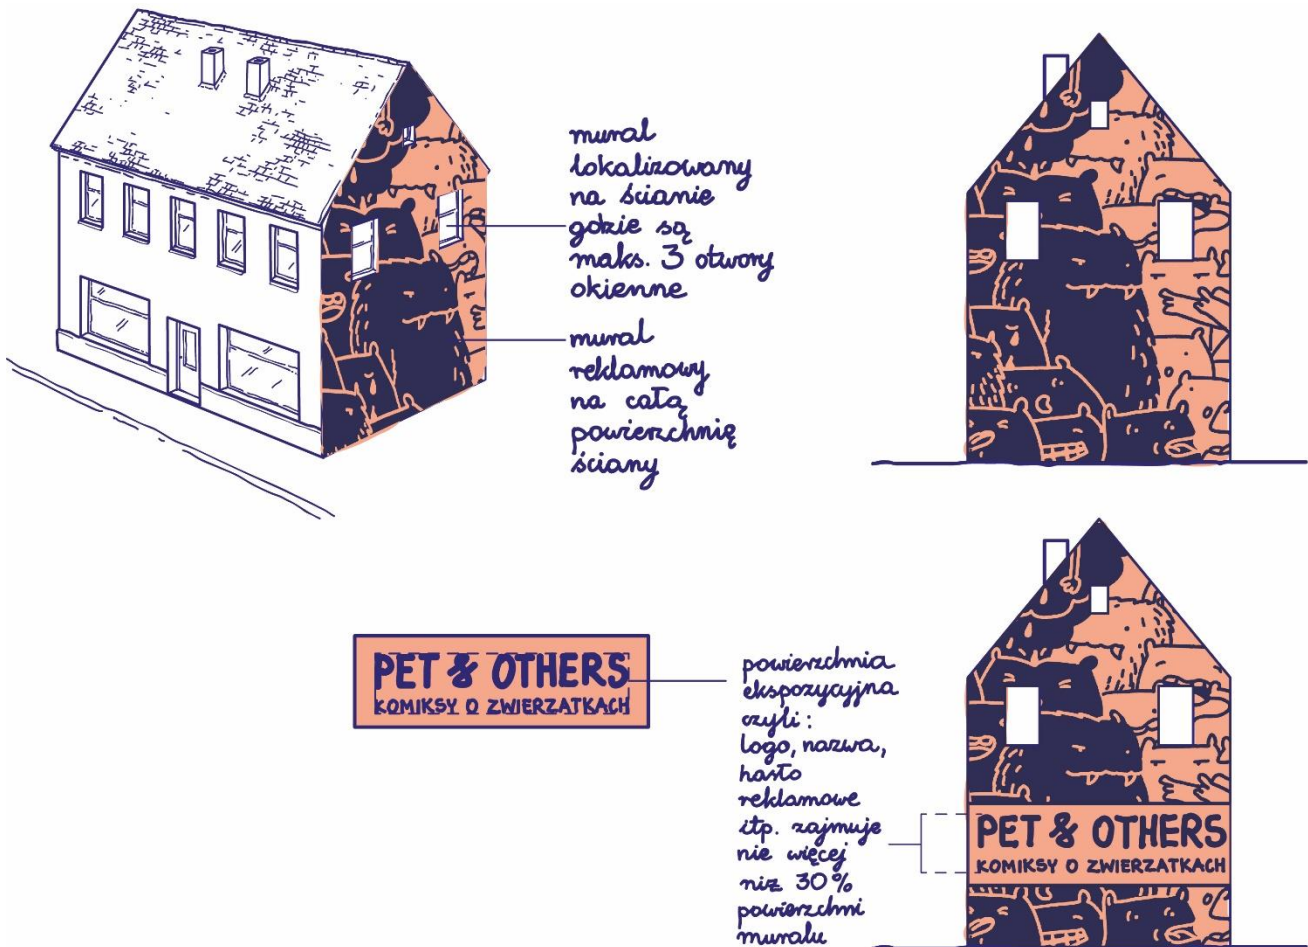 mural
lokalizowany
na ścianie
gdzie są
maks. 3 otwory
okienne
mural
reklamowy
na całą
powierzchnię
ściany
PET & OTHERS
KOMIKSY O ZWIERZATKACH
powierzchnia
ekspozycyjna
czyli:
logo, nazwa,
hasło
reklamowe
itp. zajmuje
nie więcej
niż 30%
powierzchni
muralu
PET & OTHERS
KOMIKSY O ZWIERZATKACH